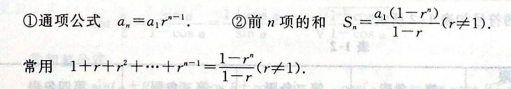 ①通项公式 aₙ=a₁rⁿ⁻¹. ②前 n 项的和 Sₙ=a₁(1-rⁿ)/(1-r)(r≠1).
常用 1+r+r²+⋯+rⁿ⁻¹=(1-rⁿ)/(1-r)(r≠1).